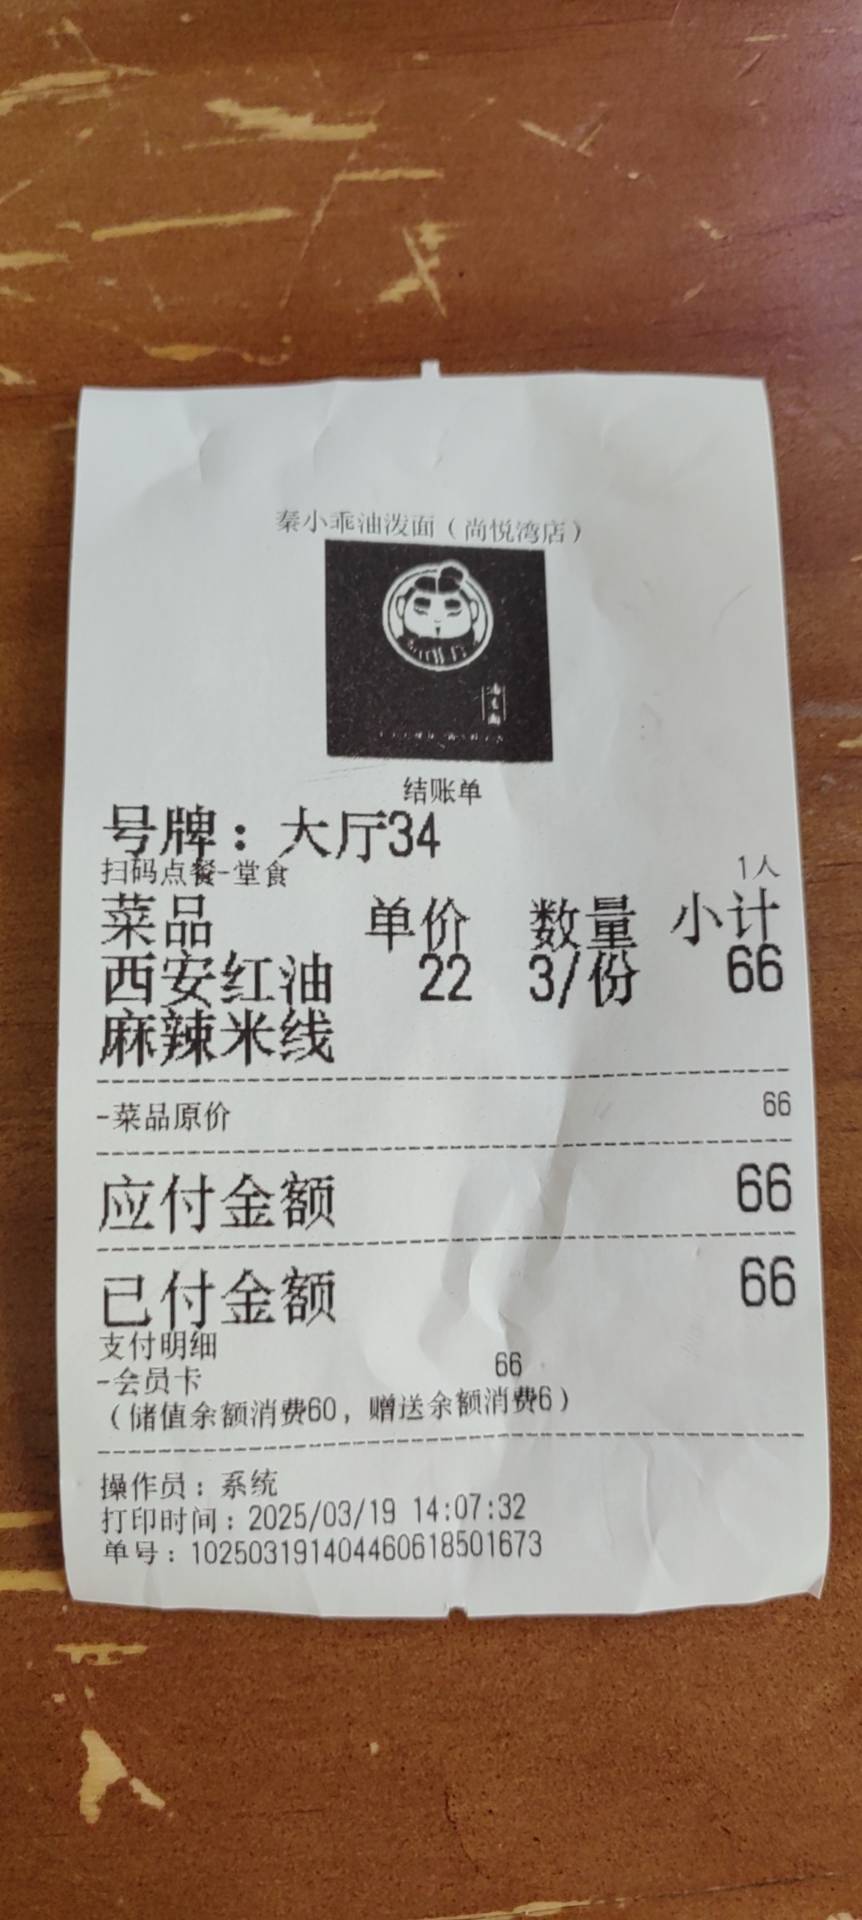 秦小乖油泼面（尚悦湾店）
结账单
号牌：大厅34
扫码点餐-堂食 1人
菜品 单价 数量 小计
西安红油 22 3/份 66
麻辣米线
-菜品原价 66
应付金额 66
已付金额 66
支付明细
-会员卡 66
（储值余额消费60，赠送余额消费6）
操作员：系统
打印时间：2025/03/19 14:07:32
单号：102503191404460618501673